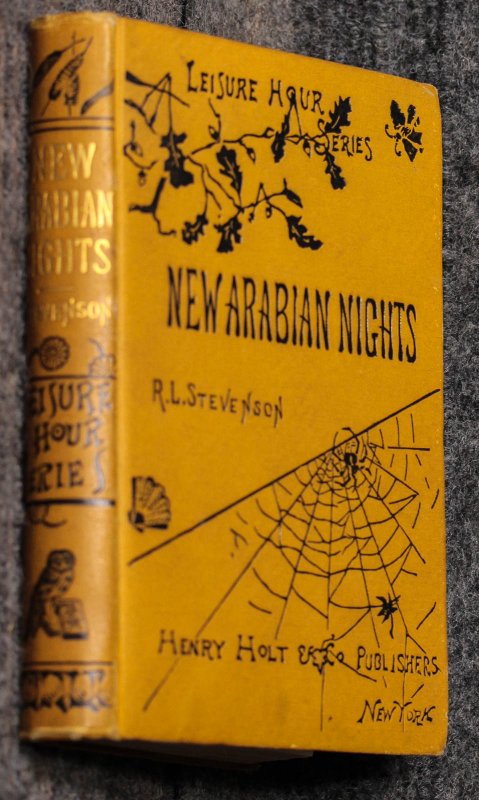 LEISURE HOUR
SERIES
NEW ARABIAN NIGHTS
R.L. STEVENSON
HENRY HOLT & Co PUBLISHERS
NEW YORK
NEW
ARABIAN
NIGHTS
STEVENSON
LEISURE
HOUR
SERIES